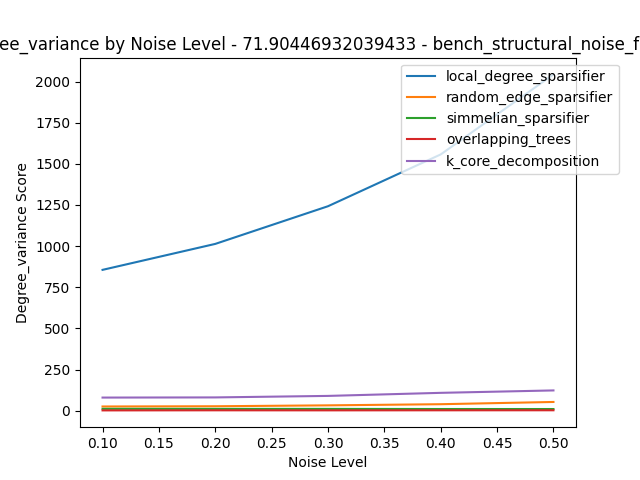 ee_variance by Noise Level - 71.90446932039433 - bench_structural_noise_f
local_degree_sparsifier
random_edge_sparsifier
simmelian_sparsifier
overlapping_trees
k_core_decomposition
Degree_variance Score
2000
1750
1500
1250
1000
750
500
250
0
0.10 0.15 0.20 0.25 0.30 0.35 0.40 0.45 0.50
Noise Level